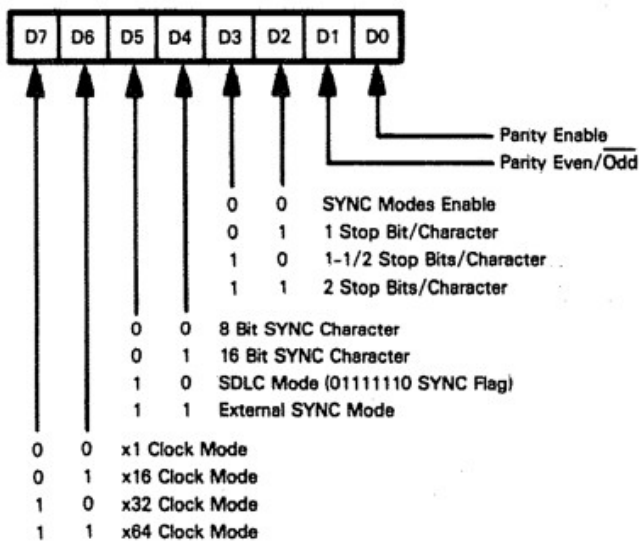 D7 D6 D5 D4 D3 D2 D1 D0
Parity Enable
Parity Even/Odd
0 0 SYNC Modes Enable
0 1 1 Stop Bit/Character
1 0 1-1/2 Stop Bits/Character
1 1 2 Stop Bits/Character
0 0 8 Bit SYNC Character
0 1 16 Bit SYNC Character
1 0 SDLC Mode (01111110 SYNC Flag)
1 1 External SYNC Mode
0 0 x1 Clock Mode
0 1 x16 Clock Mode
1 0 x32 Clock Mode
1 1 x64 Clock Mode